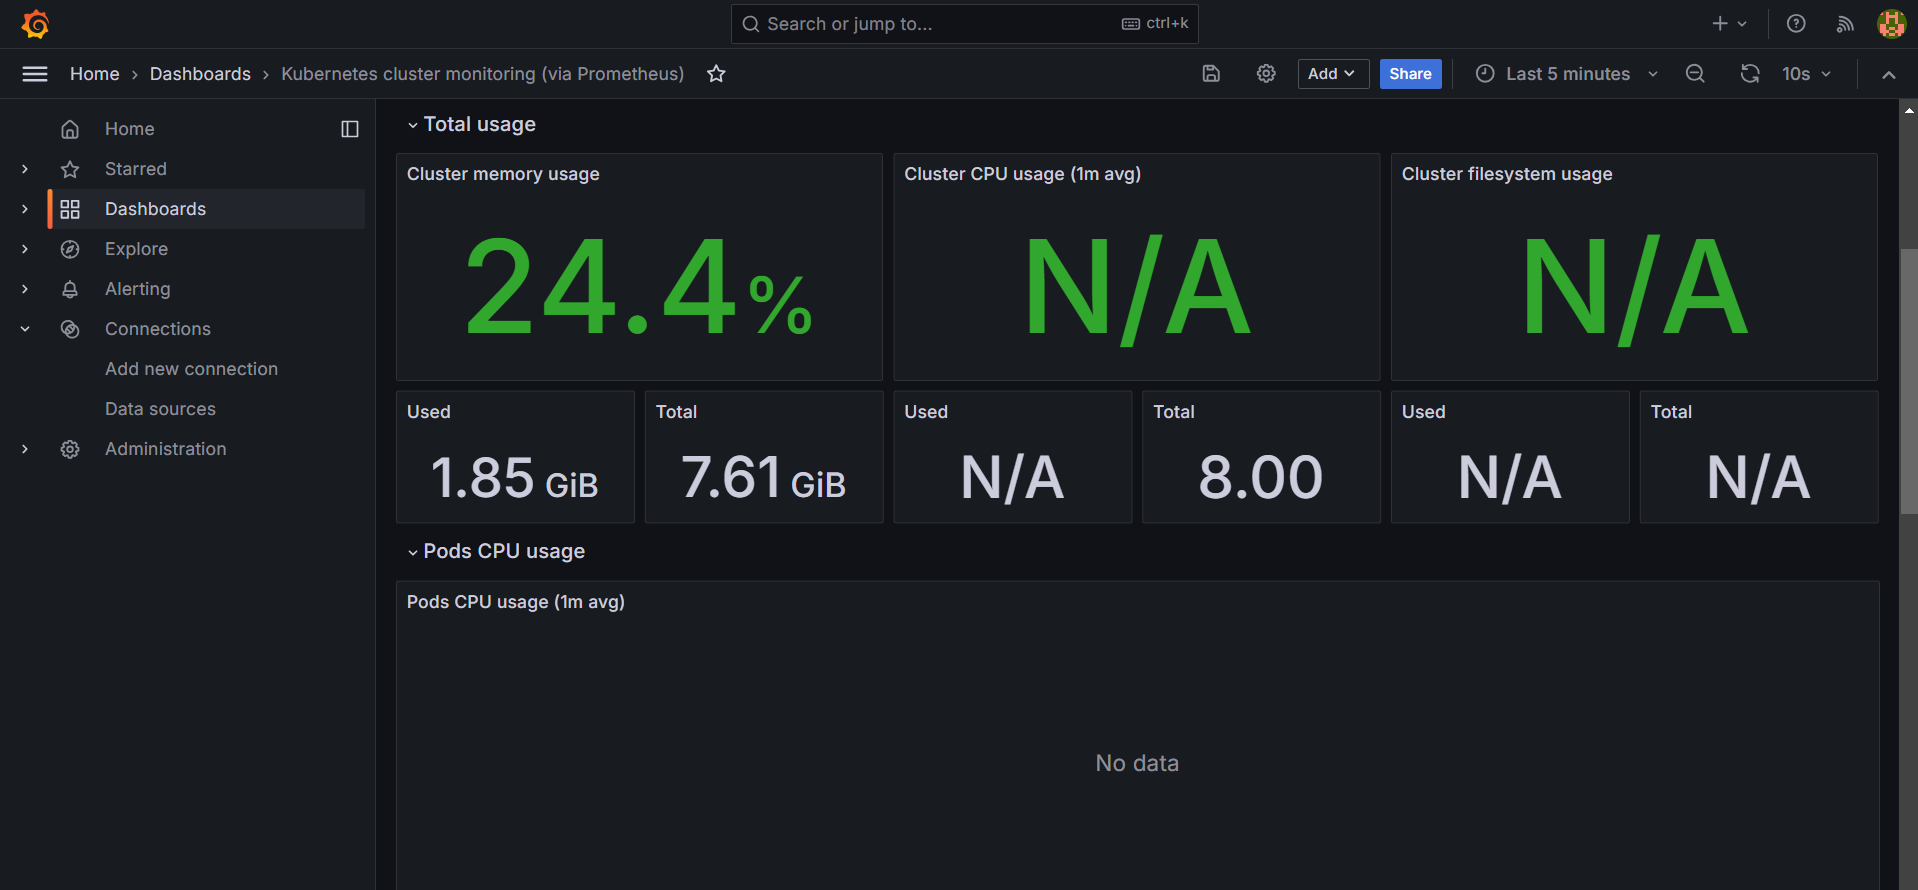 Search or jump to...
ctrl+k
Home
Dashboards
Kubernetes cluster monitoring (via Prometheus)
Add
Share
Last 5 minutes
10s
Home
Starred
Dashboards
Explore
Alerting
Connections
Add new connection
Data sources
Administration
Total usage
Cluster memory usage
24.4%
Cluster CPU usage (1m avg)
N/A
Cluster filesystem usage
N/A
Used
1.85 GiB
Total
7.61 GiB
Used
N/A
Total
8.00
Used
N/A
Total
N/A
Pods CPU usage
Pods CPU usage (1m avg)
No data